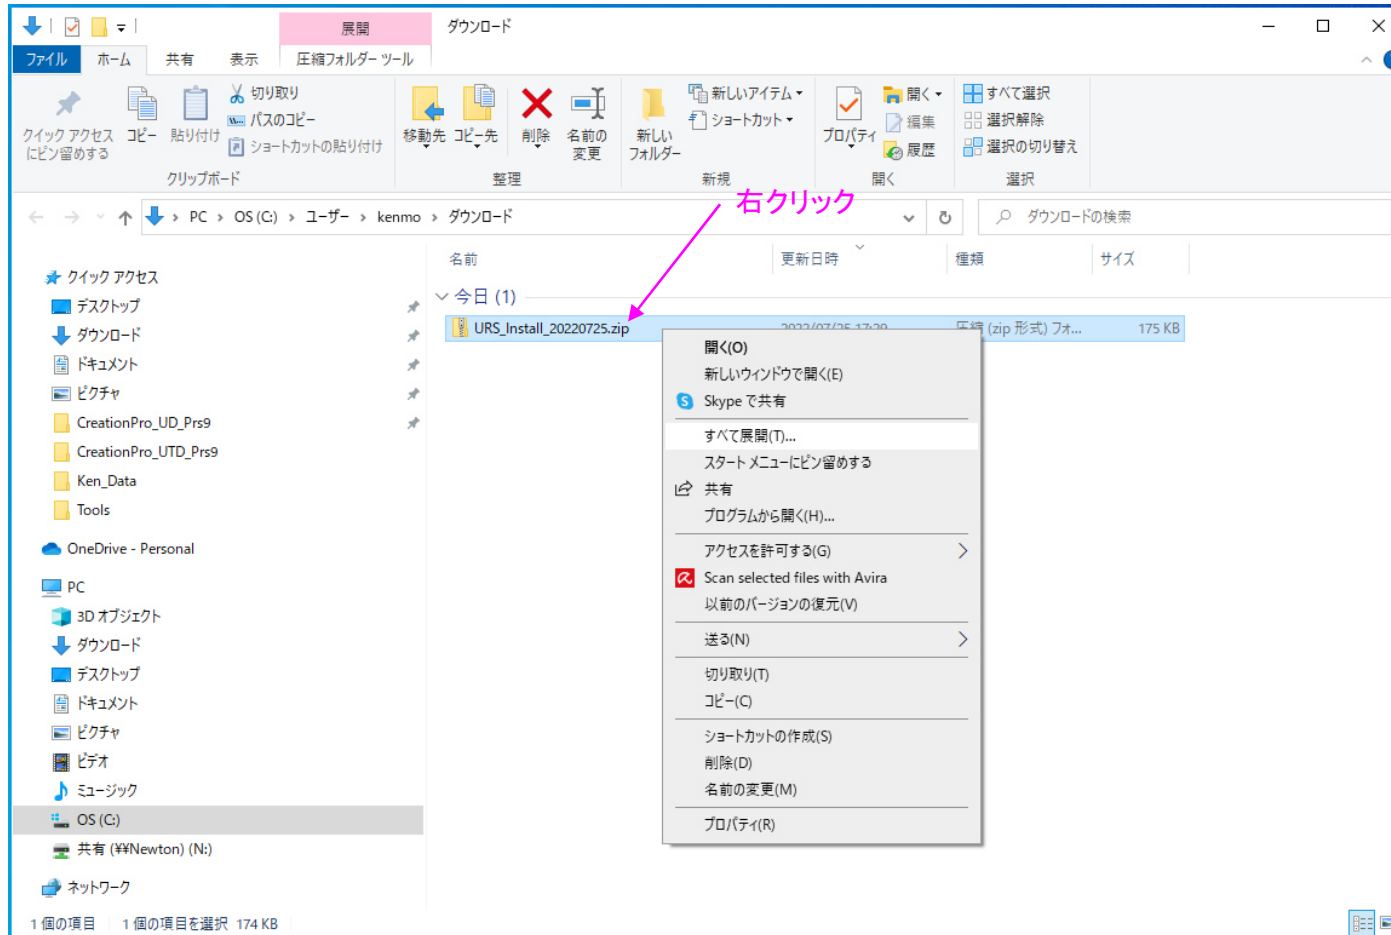 展開
ダウンロード
ファイル
ホーム
共有
表示
圧縮フォルダー ツール
クイック アクセス
にピン留めする
コピー
貼り付け
切り取り
パスのコピー
ショートカットの貼り付け
クリップボード
移動先
コピー先
削除
名前の
変更
整理
新しい
フォルダー
新しいアイテム
ショートカット
新規
プロパティ
開く
編集
履歴
開く
すべて選択
選択解除
選択の切り替え
選択
右クリック
PC › OS (C:) › ユーザー › kenmo › ダウンロード
ダウンロードの検索
名前
更新日時
種類
サイズ
今日 (1)
URS_Install_20220725.zip
2022/07/25 17:29
圧縮 (zip 形式) フォ...
175 KB
クイック アクセス
デスクトップ
ダウンロード
ドキュメント
ピクチャ
CreationPro_UD_Prs9
CreationPro_UTD_Prs9
Ken_Data
Tools
OneDrive - Personal
PC
3D オブジェクト
ダウンロード
デスクトップ
ドキュメント
ピクチャ
ビデオ
ミュージック
OS (C:)
共有 (¥¥Newton) (N:)
ネットワーク
開く(O)
新しいウィンドウで開く(E)
Skype で共有
すべて展開(T)...
スタート メニューにピン留めする
共有
プログラムから開く(H)...
アクセスを許可する(G)
Scan selected files with Avira
以前のバージョンの復元(V)
送る(N)
切り取り(T)
コピー(C)
ショートカットの作成(S)
削除(D)
名前の変更(M)
プロパティ(R)
1 個の項目
1 個の項目を選択 174 KB